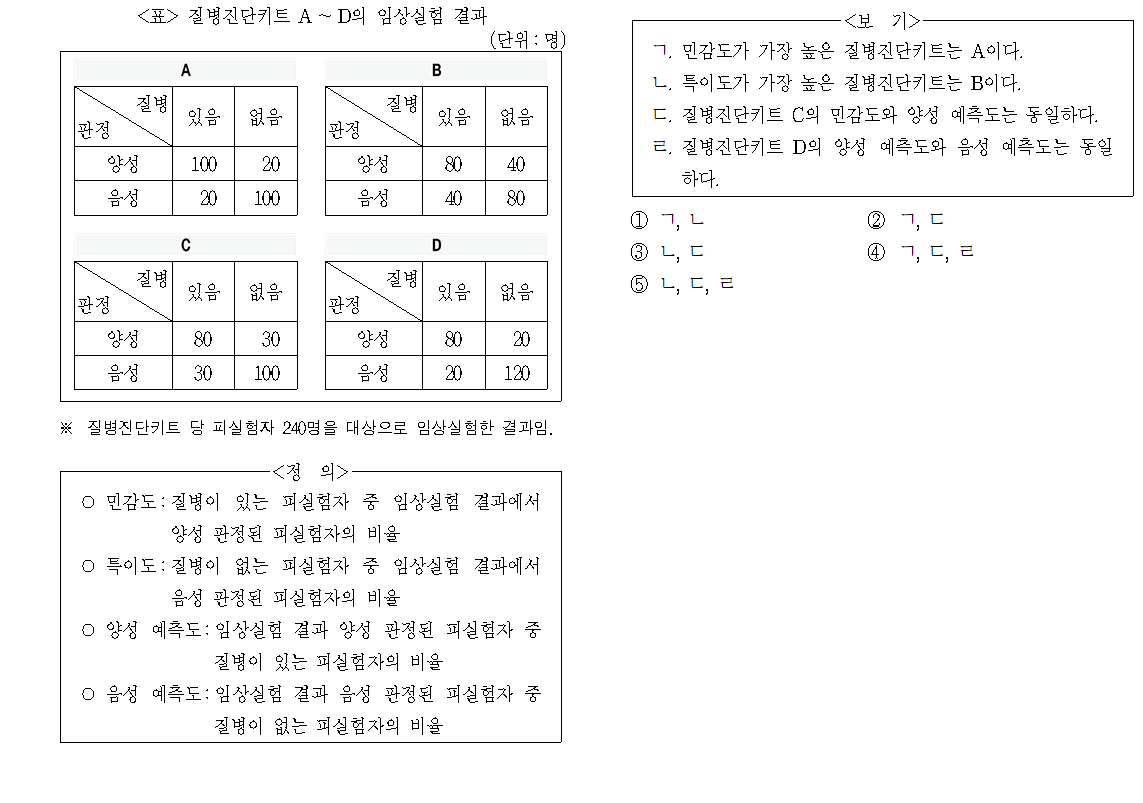 <표> 질병진단키트 A ~ D의 임상실험 결과
(단위 : 명)
A
질병
판정
있음 없음
양성 100 20
음성 20 100
B
질병
판정
있음 없음
양성 80 40
음성 40 80
C
질병
판정
있음 없음
양성 80 30
음성 30 100
D
질병
판정
있음 없음
양성 80 20
음성 20 120
※ 질병진단키트 당 피실험자 240명을 대상으로 임상실험한 결과임.
<정 의>
○ 민감도 : 질병이 있는 피실험자 중 임상실험 결과에서
양성 판정된 피실험자의 비율
○ 특이도 : 질병이 없는 피실험자 중 임상실험 결과에서
음성 판정된 피실험자의 비율
○ 양성 예측도 : 임상실험 결과 양성 판정된 피실험자 중
질병이 있는 피실험자의 비율
○ 음성 예측도 : 임상실험 결과 음성 판정된 피실험자 중
질병이 없는 피실험자의 비율
<보 기>
ㄱ. 민감도가 가장 높은 질병진단키트는 A이다.
ㄴ. 특이도가 가장 높은 질병진단키트는 B이다.
ㄷ. 질병진단키트 C의 민감도와 양성 예측도는 동일하다.
ㄹ. 질병진단키트 D의 양성 예측도와 음성 예측도는 동일
하다.
① ㄱ, ㄴ ② ㄱ, ㄷ
③ ㄴ, ㄷ ④ ㄱ, ㄷ, ㄹ
⑤ ㄴ, ㄷ, ㄹ